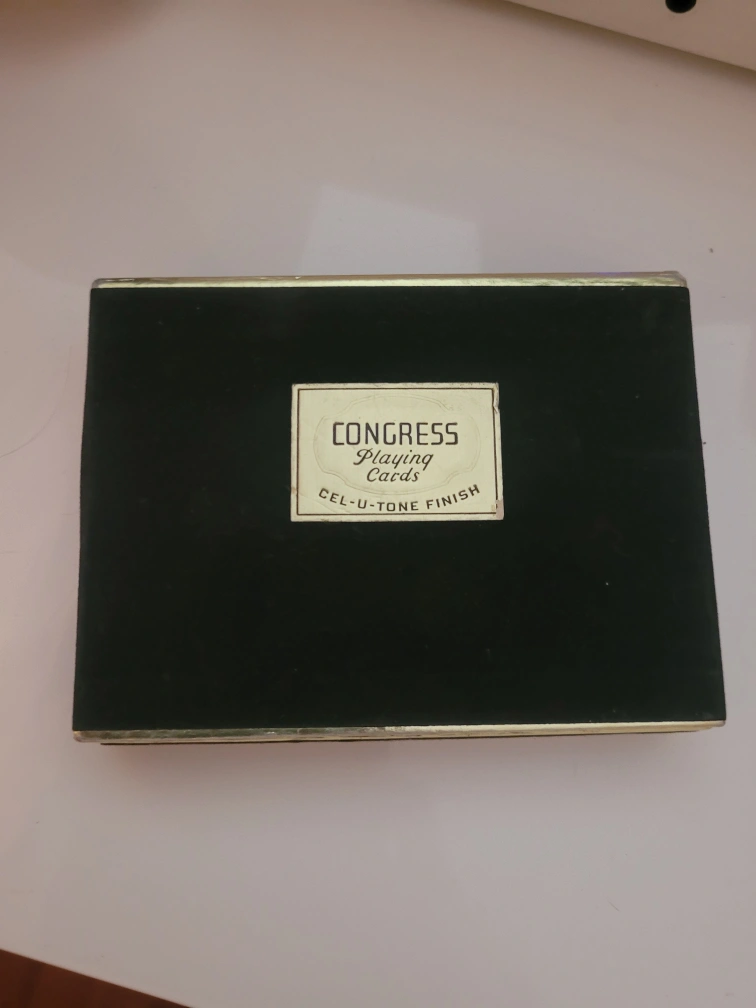 CONGRESS
Playing
Cards
CEL-U-TONE FINISH